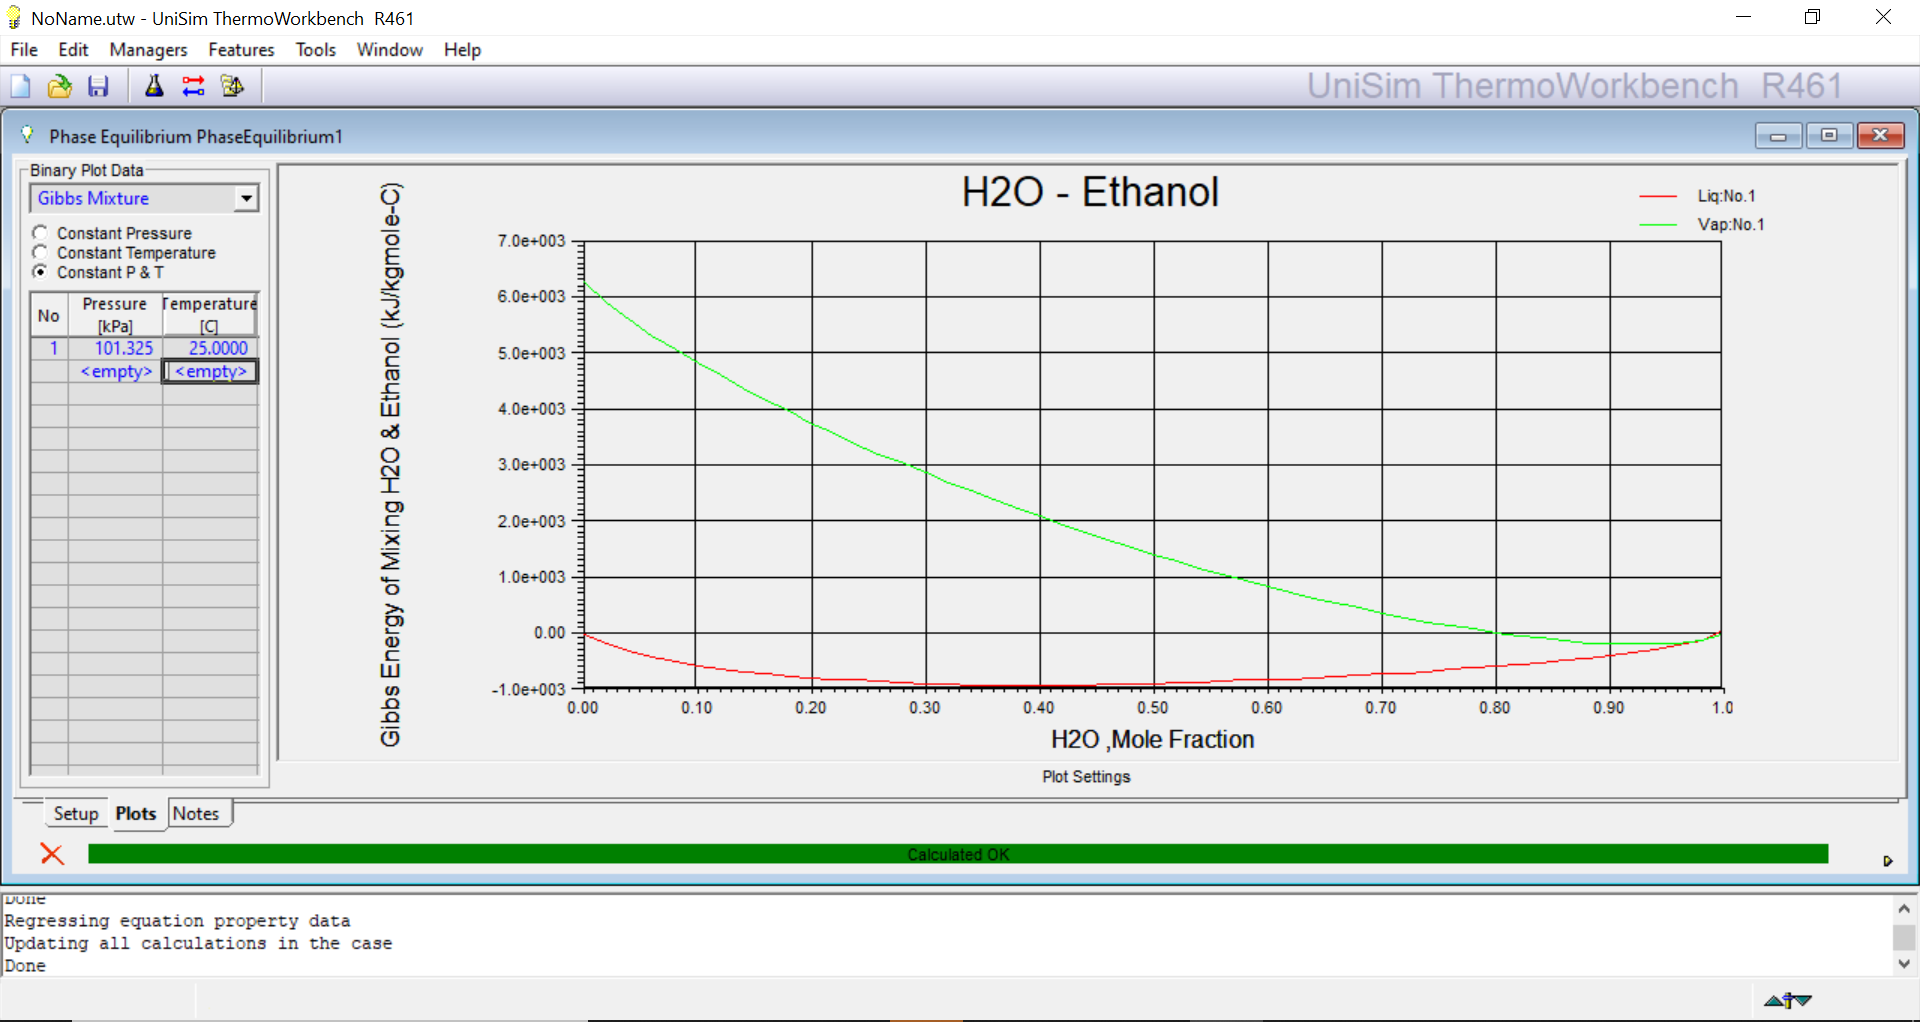 NoName.utw - UniSim ThermoWorkbench R461
File Edit Managers Features Tools Window Help
UniSim ThermoWorkbench R461
Phase Equilibrium PhaseEquilibrium1
Binary Plot Data
Gibbs Mixture
Constant Pressure
Constant Temperature
Constant P & T
No Pressure [kPa] Temperature [C]
1 101.325 25.0000
<empty> <empty>
H2O - Ethanol
Liq:No.1
Vap:No.1
Gibbs Energy of Mixing H2O & Ethanol (kJ/kgmole-C)
7.0e+003
6.0e+003
5.0e+003
4.0e+003
3.0e+003
2.0e+003
1.0e+003
0.00
-1.0e+003
0.00 0.10 0.20 0.30 0.40 0.50 0.60 0.70 0.80 0.90 1.0
H2O ,Mole Fraction
Plot Settings
Setup Plots Notes
Calculated OK
Done
Regressing equation property data
Updating all calculations in the case
Done